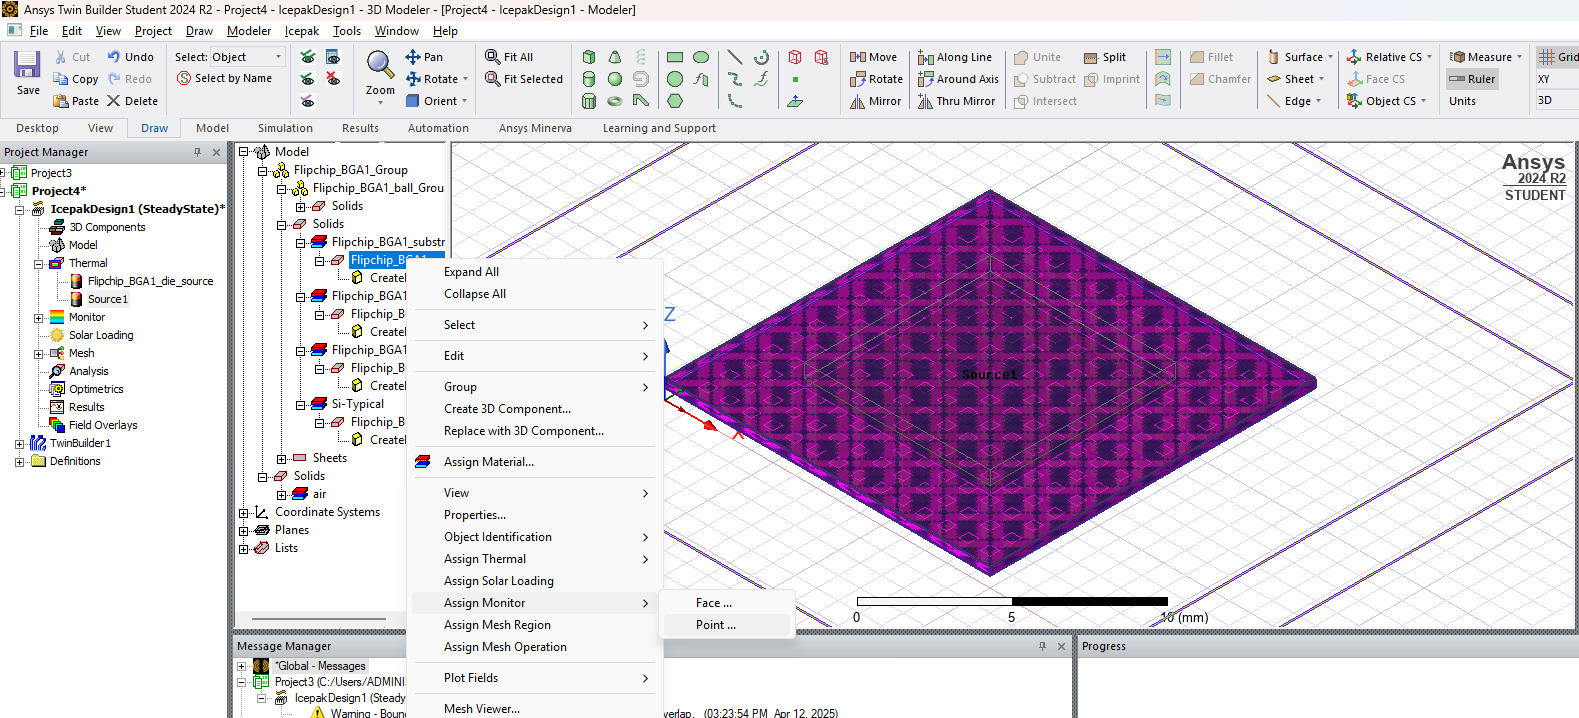 Ansys Twin Builder Student 2024 R2 - Project4 - IcepakDesign1 - 3D Modeler - [Project4 - IcepakDesign1 - Modeler]
File Edit View Project Draw Modeler Icepak Tools Window Help
Save
Cut Undo
Copy Redo
Paste Delete
Select: Object
Select by Name
Zoom
Pan
Rotate
Orient
Fit All
Fit Selected
Move
Rotate
Mirror
Along Line
Around Axis
Thru Mirror
Unite Split
Subtract Imprint
Intersect
Fillet
Chamfer
Surface
Sheet
Edge
Relative CS
Face CS
Object CS
Measure
Ruler
Units
Grid
XY
3D
Desktop View Draw Model Simulation Results Automation Ansys Minerva Learning and Support
Project Manager
Project3
Project4*
IcepakDesign1 (SteadyState)*
3D Components
Model
Thermal
Flipchip_BGA1_die_source
Source1
Monitor
Solar Loading
Mesh
Analysis
Optimetrics
Results
Field Overlays
TwinBuilder1
Definitions
Model
Flipchip_BGA1_Group
Flipchip_BGA1_ball_Grou
Solids
Solids
Flipchip_BGA1_substr
Flipchip_BGA1
Create
Flipchip_BGA1
Flipchip_B
Create
Flipchip_BGA1
Flipchip_B
Create
Si-Typical
Flipchip_B
Create
Sheets
Solids
air
Coordinate Systems
Planes
Lists
Expand All
Collapse All
Select
Edit
Group
Create 3D Component...
Replace with 3D Component...
Assign Material...
View
Properties...
Object Identification
Assign Thermal
Assign Solar Loading
Assign Monitor
Assign Mesh Region
Assign Mesh Operation
Plot Fields
Mesh Viewer...
Face ...
Point ...
Ansys
2024 R2
STUDENT
Z
X
Source1
0 5 10 (mm)
Message Manager
*Global - Messages
Project3 (C:/Users/ADMINI
IcepakDesign1 (Steady
Warning - Boun
verlap. (03:23:54 PM Apr 12, 2025)
Progress